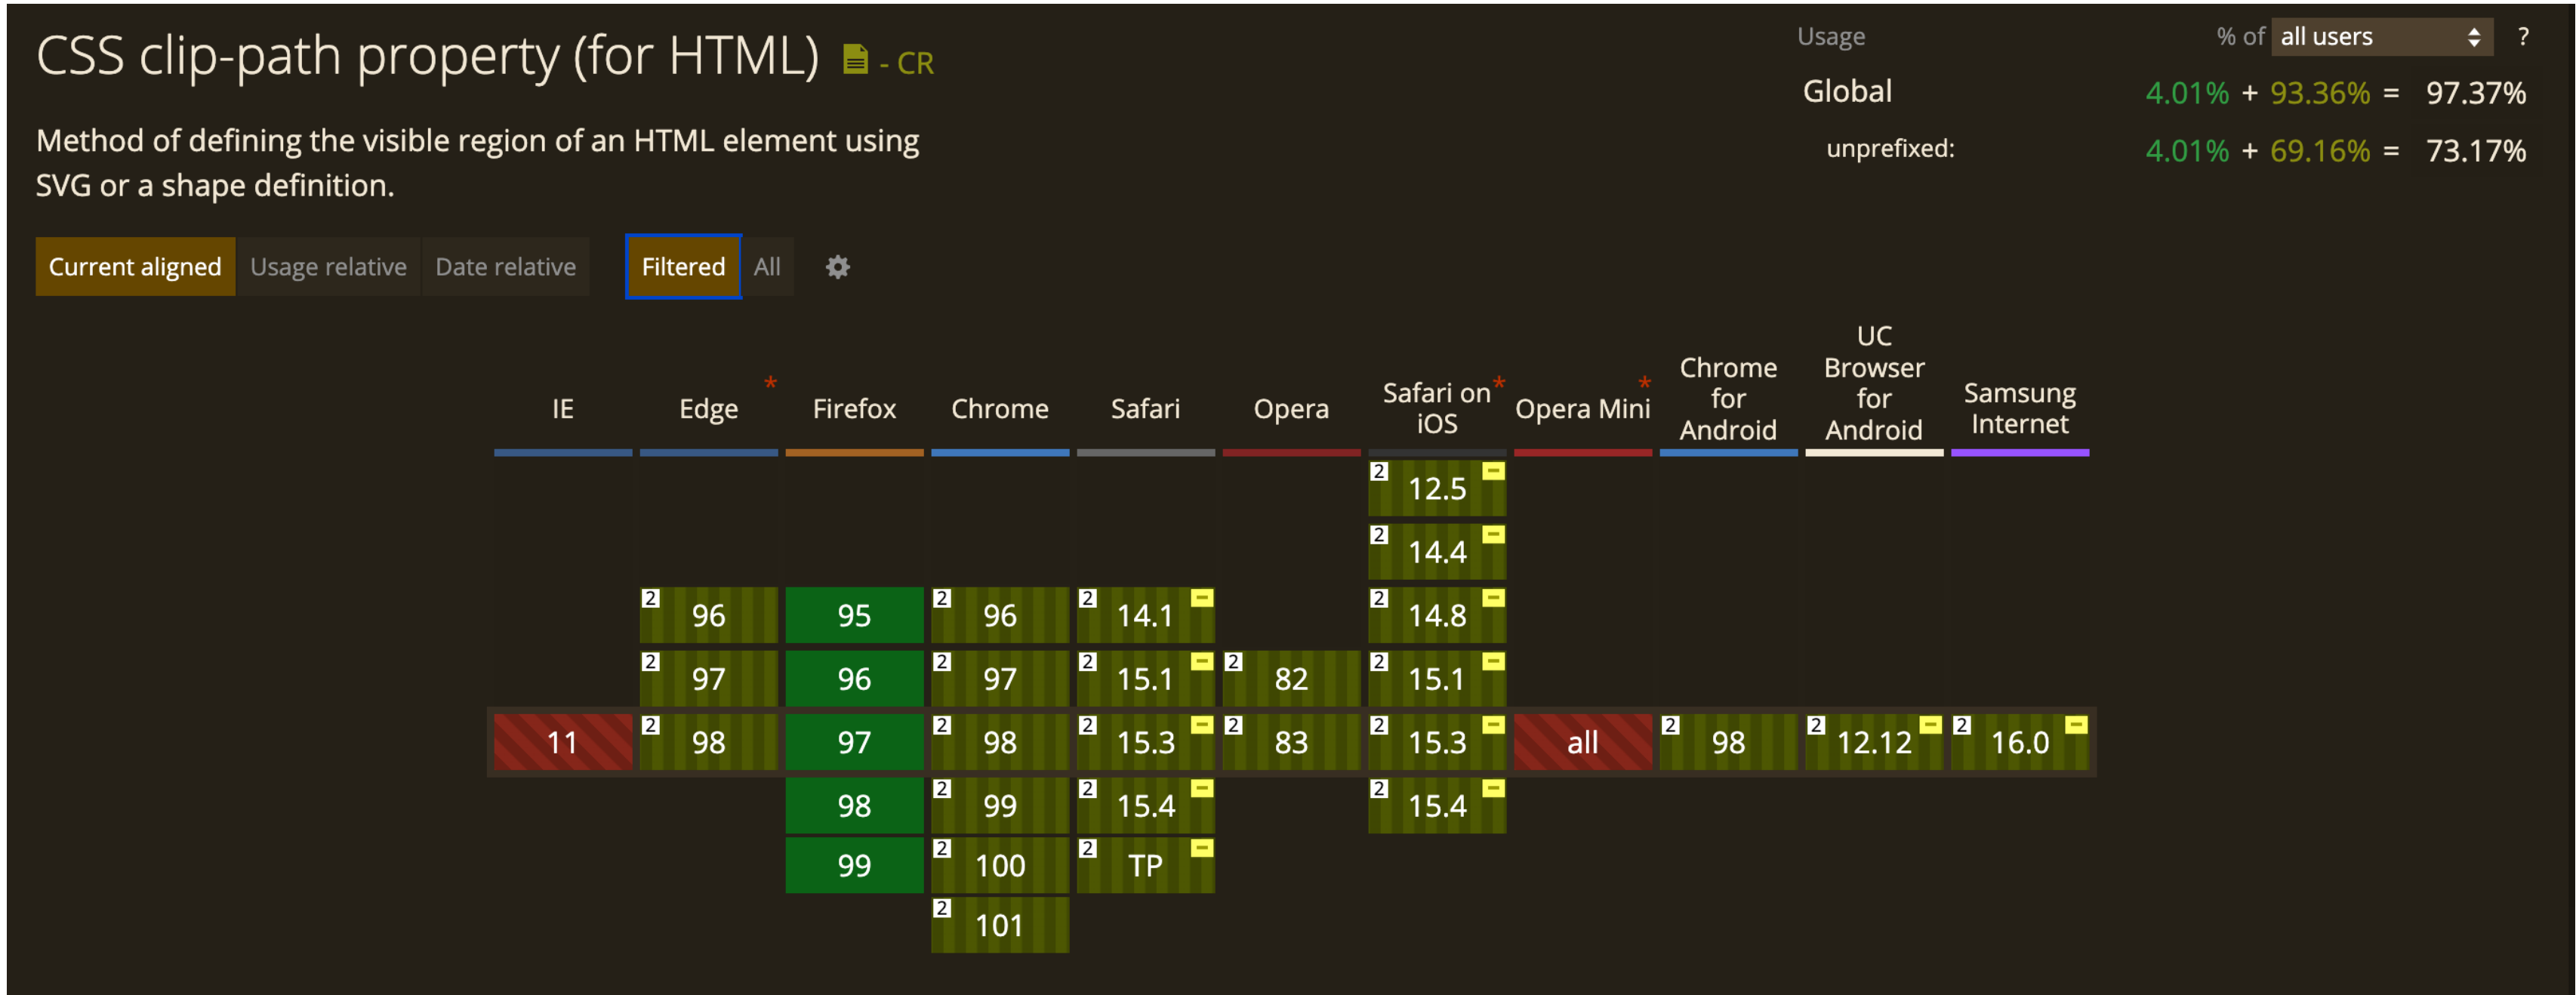 CSS clip-path property (for HTML) - CR
Usage % of all users ?
Global 4.01% + 93.36% = 97.37%
unprefixed: 4.01% + 69.16% = 73.17%
Method of defining the visible region of an HTML element using
SVG or a shape definition.
Current aligned Usage relative Date relative Filtered All
IE
Edge *
Firefox
Chrome
Safari
Opera
Safari on *
iOS
Opera Mini *
Chrome
for
Android
UC
Browser
for
Android
Samsung
Internet
2 12.5 -
2 14.4 -
2 96 95 2 96 2 14.1 - 2 14.8 -
2 97 96 2 97 2 15.1 - 2 82 2 15.1 -
11 2 98 97 2 98 2 15.3 - 2 83 2 15.3 - all 2 98 2 12.12 - 2 16.0 -
98 2 99 2 15.4 - 2 15.4 -
99 2 100 2 TP -
2 101